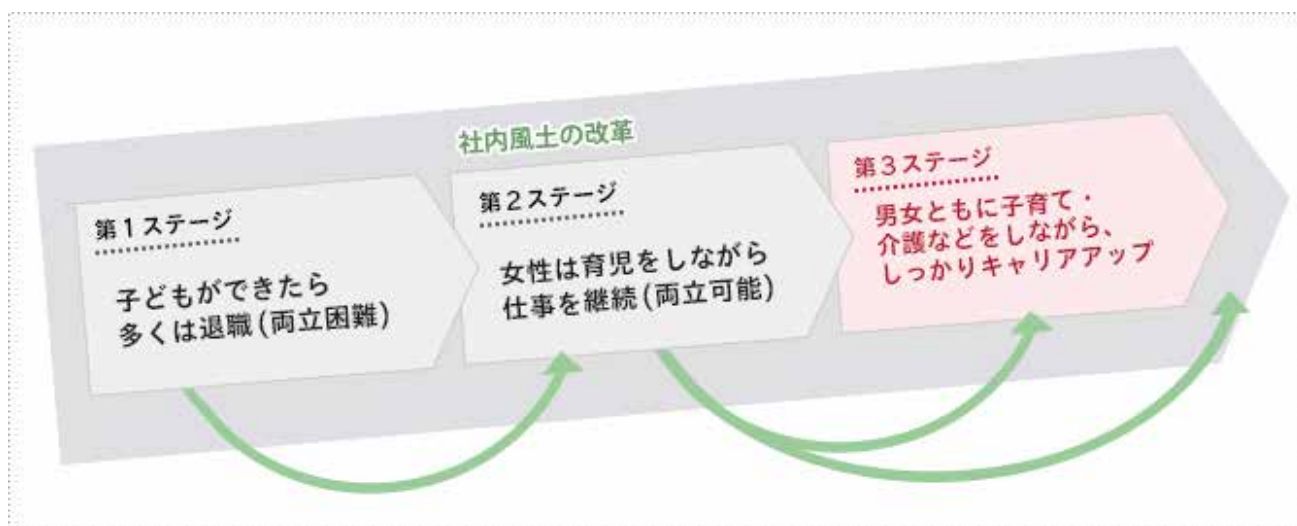 社内風土の改革
第1ステージ
子どもができたら
多くは退職(両立困難)
第2ステージ
女性は育児をしながら
仕事を継続(両立可能)
第3ステージ
男女ともに子育て・
介護などをしながら、
しっかりキャリアアップ